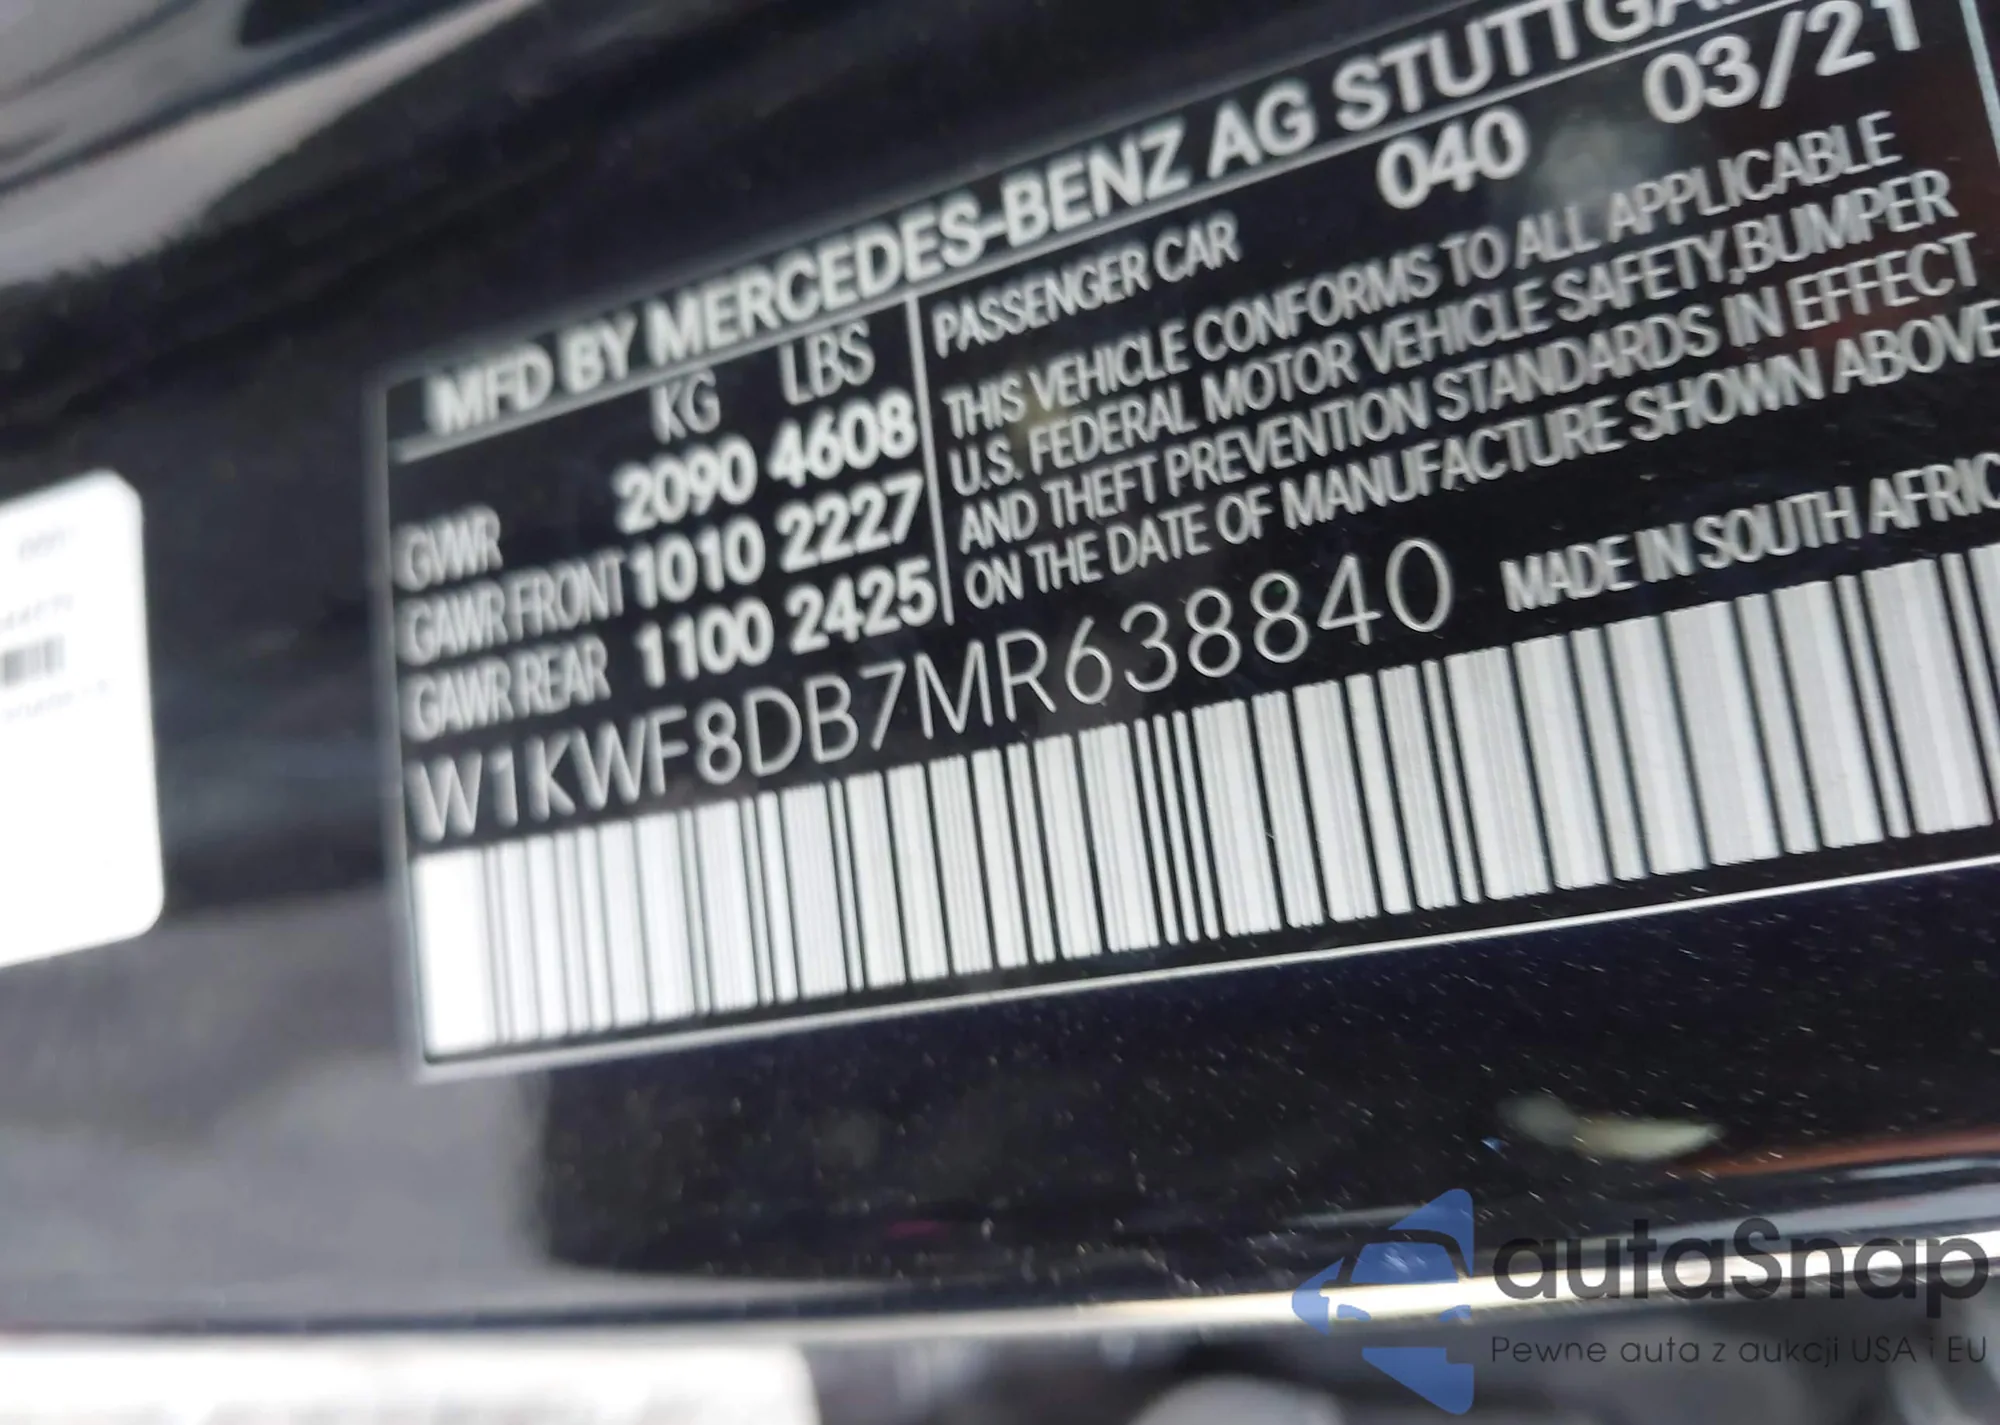 MFD BY MERCEDES-BENZ AG STUTTGA
KG LBS
GVWR 2090 4608
GAWR FRONT 1010 2227
GAWR REAR 1100 2425
PASSENGER CAR 040 03/21
THIS VEHICLE CONFORMS TO ALL APPLICABLE
U.S. FEDERAL MOTOR VEHICLE SAFETY,BUMPER
AND THEFT PREVENTION STANDARDS IN EFFECT
ON THE DATE OF MANUFACTURE SHOWN ABOVE
W1KWF8DB7MR638840 MADE IN SOUTH AFRIC
autaSnap
Pewne auta z aukcji USA i EU